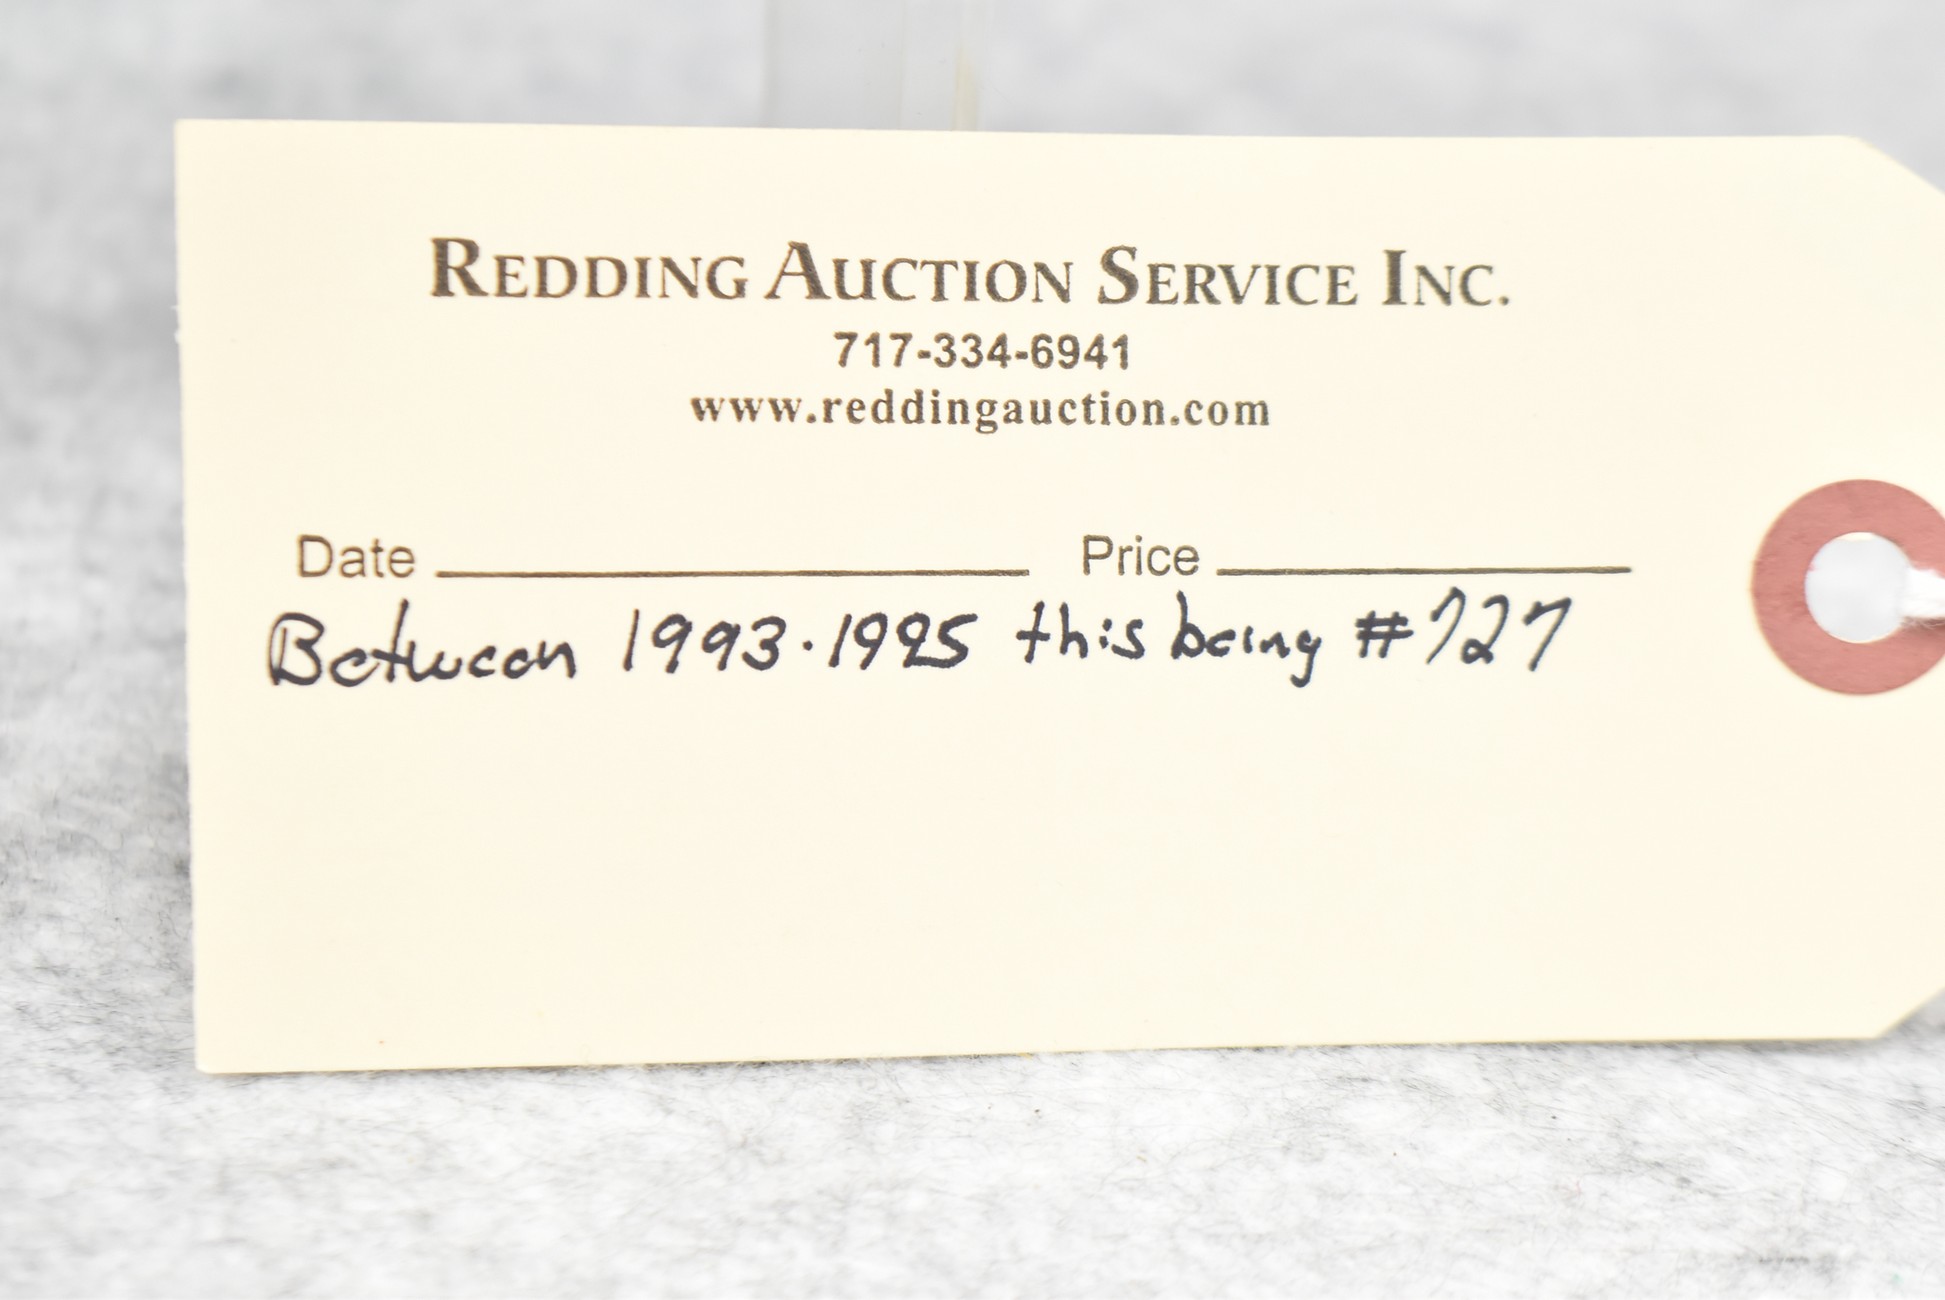 REDDING AUCTION SERVICE INC.
717-334-6941
www.reddingauction.com
Date Price
Between 1993-1995 this being #727